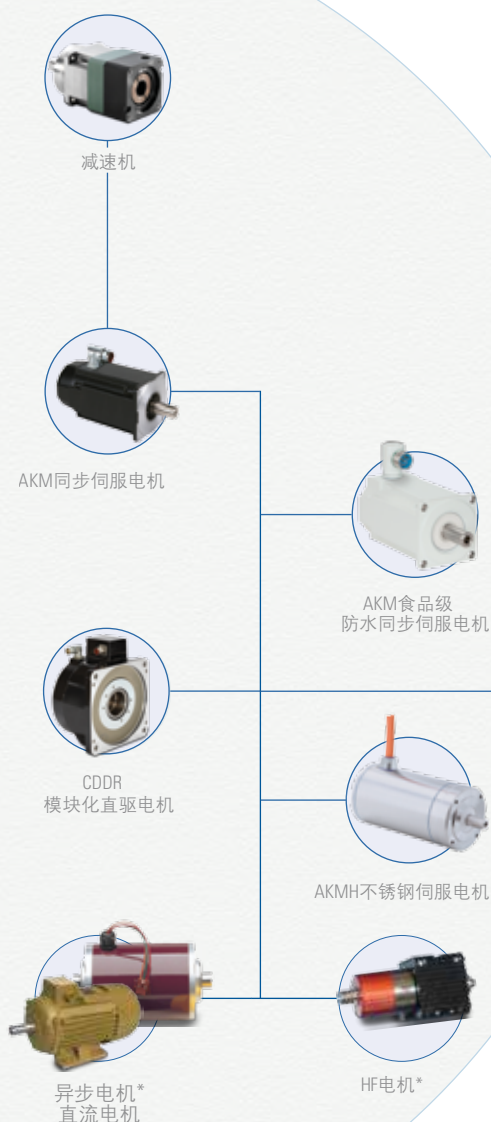 减速机
AKM同步伺服电机
AKM食品级
防水同步伺服电机
CDDR
模块化直驱电机
AKMH不锈钢伺服电机
异步电机*
直流电机
HF电机*